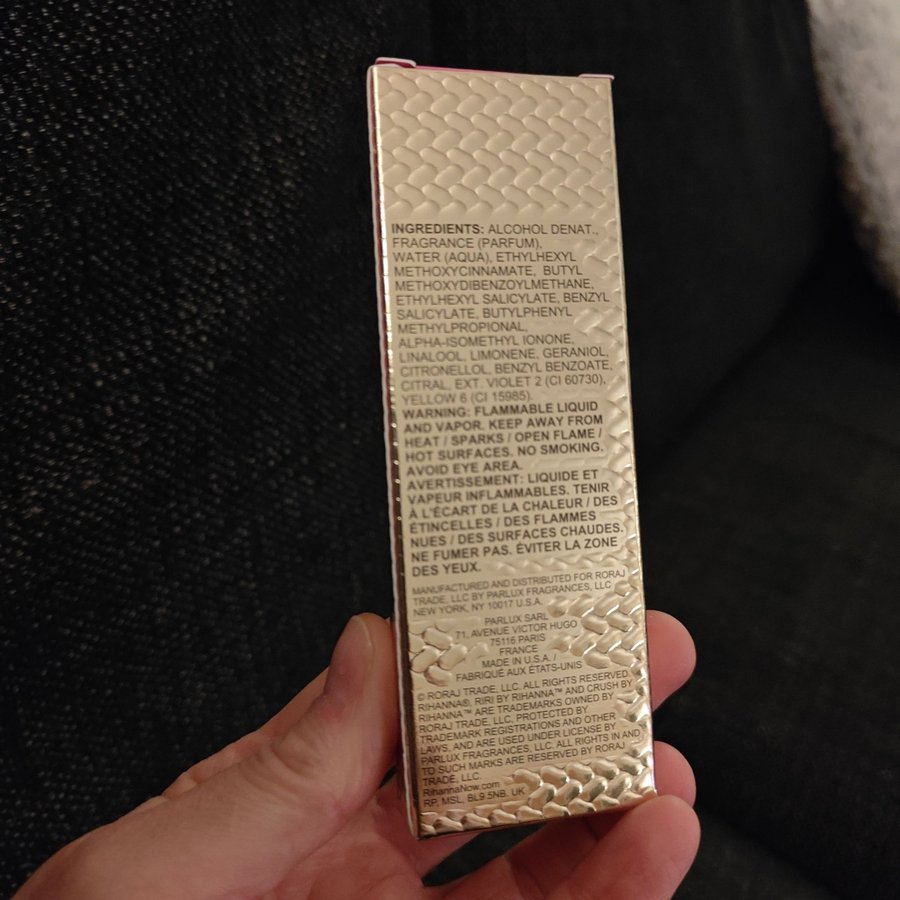 INGREDIENTS: ALCOHOL DENAT.,
FRAGRANCE (PARFUM),
WATER (AQUA), ETHYLHEXYL
METHOXYCINNAMATE, BUTYL
METHOXYDIBENZOYLMETHANE,
ETHYLHEXYL SALICYLATE, BENZYL
SALICYLATE, BUTYLPHENYL
METHYLPROPIONAL,
ALPHA-ISOMETHYL IONONE,
LINALOOL, LIMONENE, GERANIOL,
CITRONELLOL, BENZYL BENZOATE,
CITRAL, EXT. VIOLET 2 (CI 60730),
YELLOW 6 (CI 15985).
WARNING: FLAMMABLE LIQUID
AND VAPOR. KEEP AWAY FROM
HEAT / SPARKS / OPEN FLAME /
HOT SURFACES. NO SMOKING.
AVOID EYE AREA.
AVERTISSEMENT: LIQUIDE ET
VAPEUR INFLAMMABLES. TENIR
À L'ÉCART DE LA CHALEUR / DES
ÉTINCELLES / DES FLAMMES
NUES / DES SURFACES CHAUDES.
NE FUMER PAS. ÉVITER LA ZONE
DES YEUX.
MANUFACTURED AND DISTRIBUTED FOR RORAJ
TRADE, LLC BY PARLUX FRAGRANCES, LLC
NEW YORK, NY 10017 U.S.A.
PARLUX SARL
71, AVENUE VICTOR HUGO
75116 PARIS
FRANCE
MADE IN U.S.A. /
FABRIQUÉ AUX ÉTATS-UNIS
© RORAJ TRADE, LLC. ALL RIGHTS RESERVED.
RIHANNA®, RIRI BY RIHANNA™ AND CRUSH BY
RIHANNA™ ARE TRADEMARKS OWNED BY
RORAJ TRADE, LLC, PROTECTED BY
TRADEMARK REGISTRATIONS AND OTHER
LAWS, AND ARE USED UNDER LICENSE BY
PARLUX FRAGRANCES, LLC. ALL RIGHTS IN AND
TO SUCH MARKS ARE RESERVED BY RORAJ
TRADE, LLC.
RihannaNow.com
RP, MSL, BL9 5NB. UK